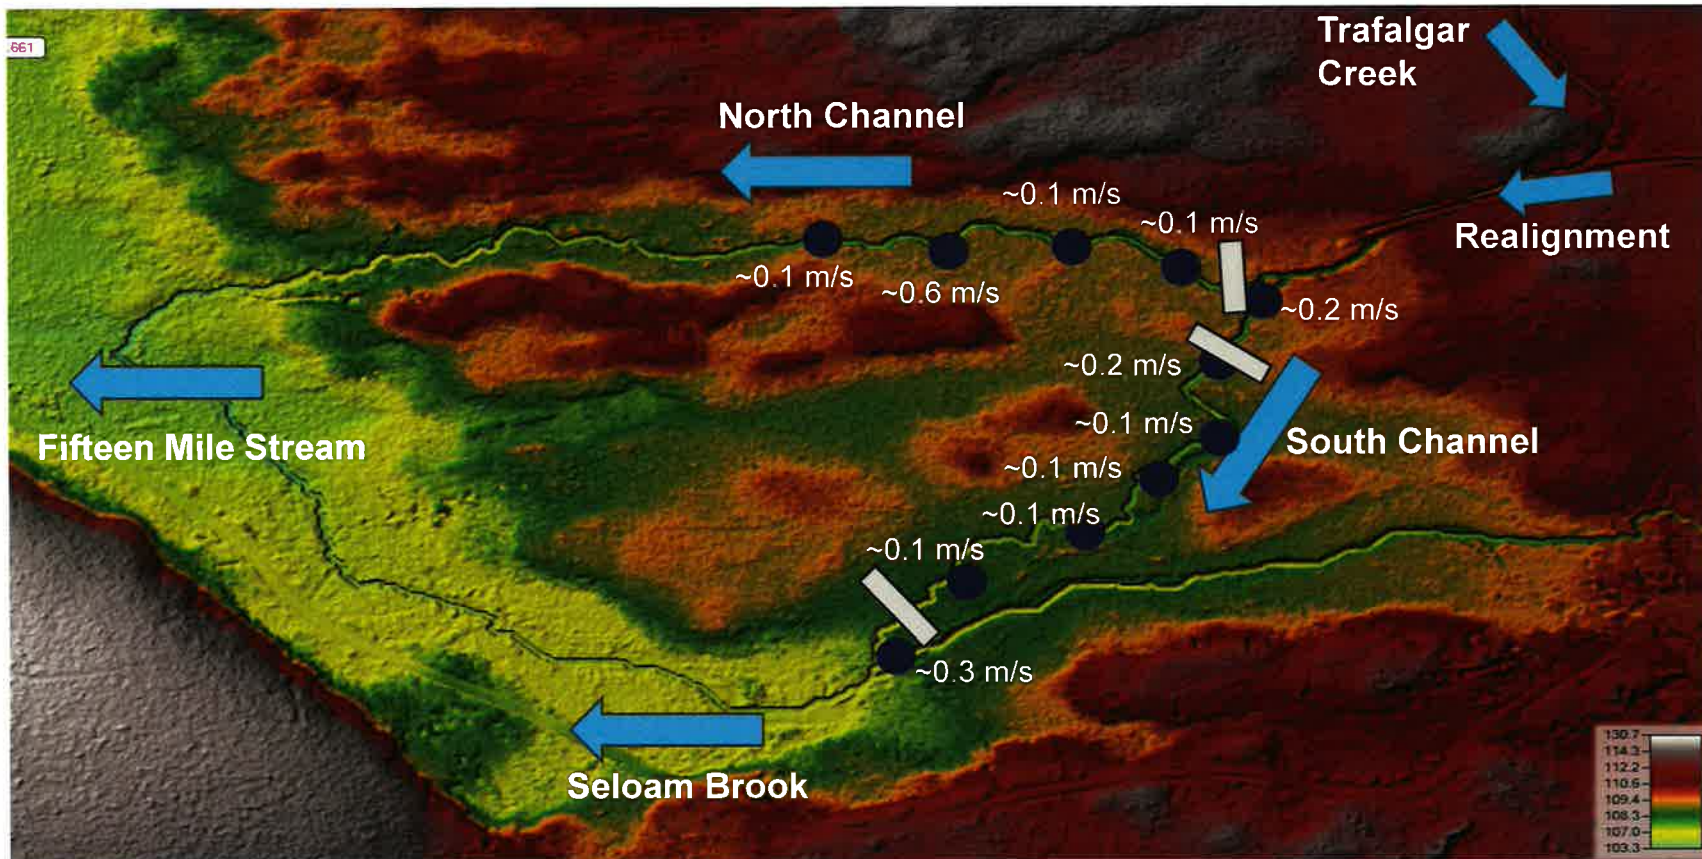 .661
Trafalgar
Creek
North Channel
~0.1 m/s
~0.1 m/s
Realignment
~0.1 m/s
~0.6 m/s
~0.2 m/s
~0.2 m/s
~0.1 m/s
South Channel
Fifteen Mile Stream
~0.1 m/s
~0.1 m/s
~0.1 m/s
~0.3 m/s
Seloam Brook
130.7
114.3
112.2
110.6
109.4
108.3
107.0
103.3